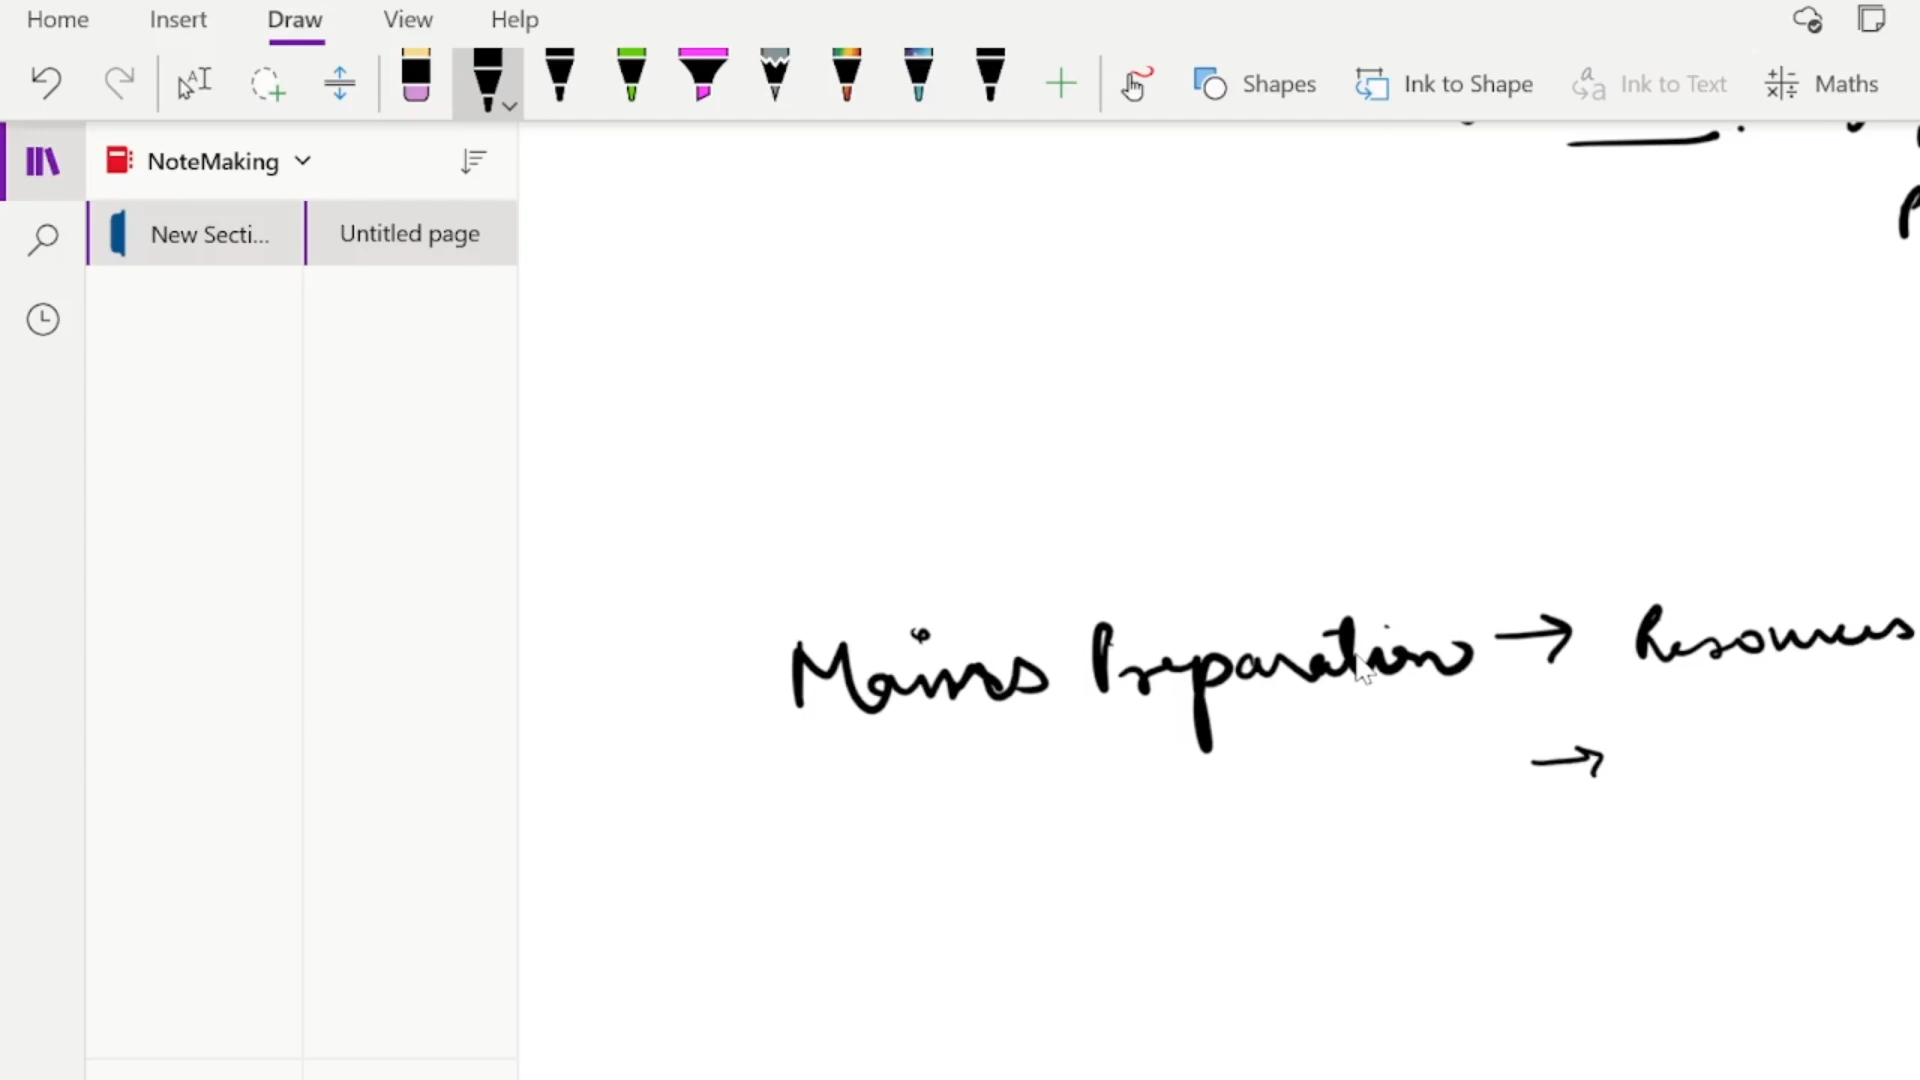 Home Insert Draw View Help
Shapes Ink to Shape Ink to Text Maths
NoteMaking
New Secti... Untitled page
Mains Preparation → Resources
→